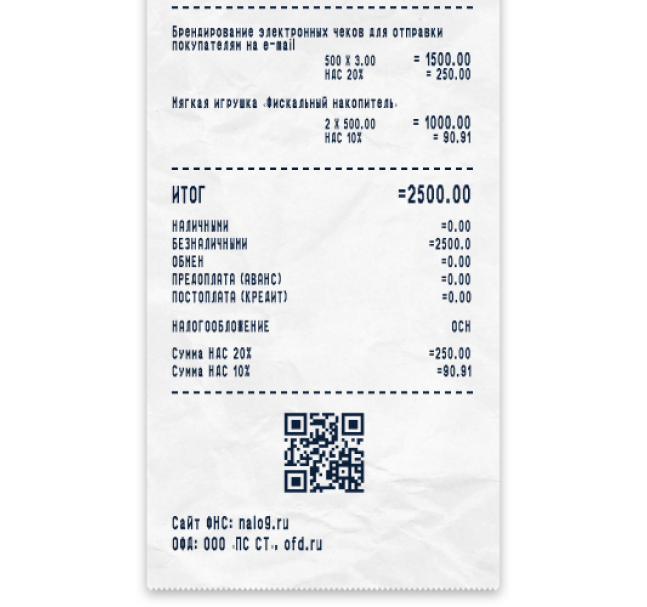 Брендирование электронных чеков для отправки
покупателям на e-mail
500 X 3.00 = 1500.00
НДС 20% = 250.00
Мягкая игрушка «Фискальный накопитель»
2 X 500.00 = 1000.00
НДС 10% = 90.91
ИТОГ =2500.00
НАЛИЧНЫМИ =0.00
БЕЗНАЛИЧНЫМИ =2500.0
ОБМЕН =0.00
ПРЕДОПЛАТА (АВАНС) =0.00
ПОСТОПЛАТА (КРЕДИТ) =0.00
НАЛОГООБЛОЖЕНИЕ ОСН
Сумма НДС 20% =250.00
Сумма НДС 10% =90.91
Сайт ФНС: nalog.ru
ОФД: ООО «ПС СТ», ofd.ru